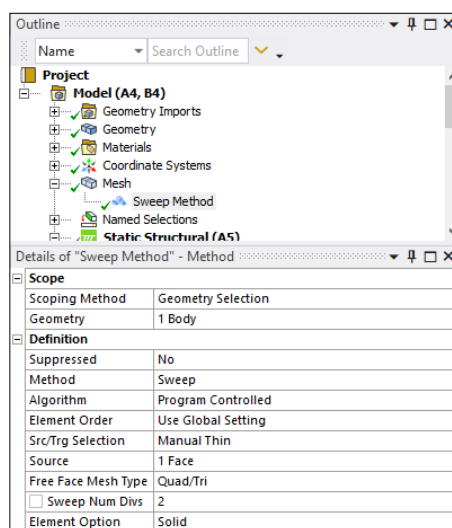 Outline
Name Search Outline
Project
Model (A4, B4)
Geometry Imports
Geometry
Materials
Coordinate Systems
Mesh
Sweep Method
Named Selections
Static Structural (A5)
Details of "Sweep Method" - Method
Scope
Scoping Method Geometry Selection
Geometry 1 Body
Definition
Suppressed No
Method Sweep
Algorithm Program Controlled
Element Order Use Global Setting
Src/Trg Selection Manual Thin
Source 1 Face
Free Face Mesh Type Quad/Tri
Sweep Num Divs 2
Element Option Solid